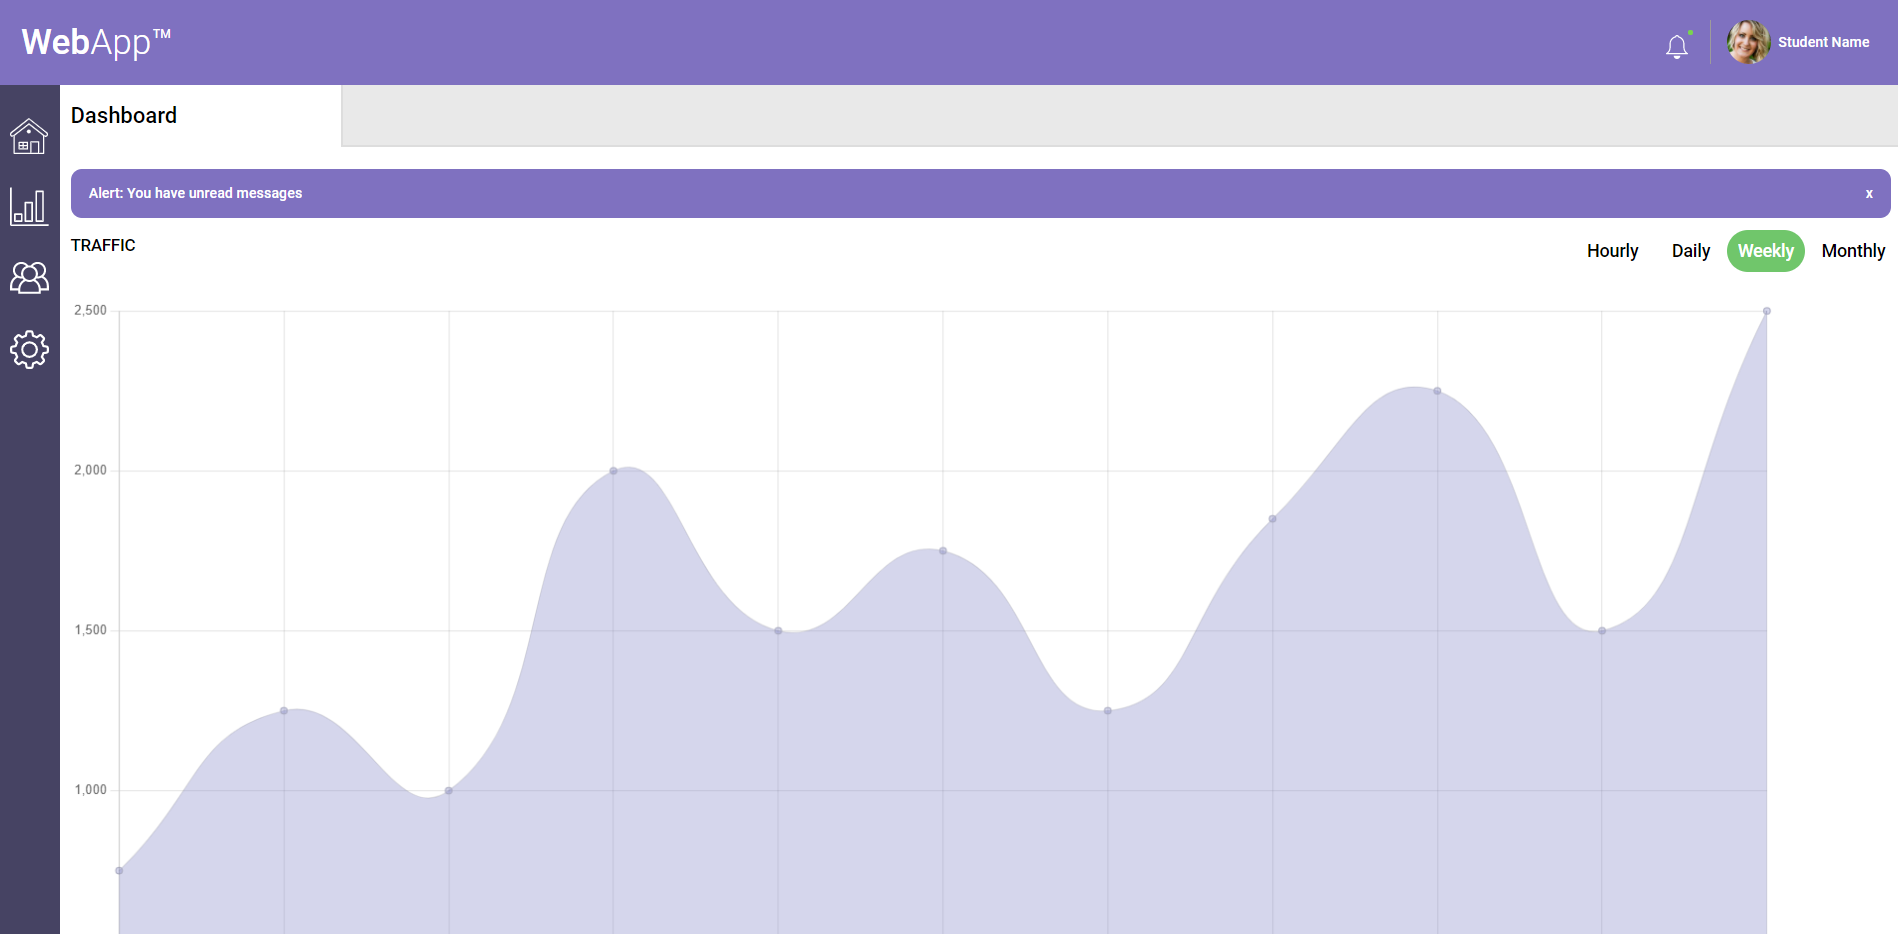 WebApp™
Student Name
Dashboard
Alert: You have unread messages x
TRAFFIC
Hourly Daily Weekly Monthly
2,500
2,000
1,500
1,000